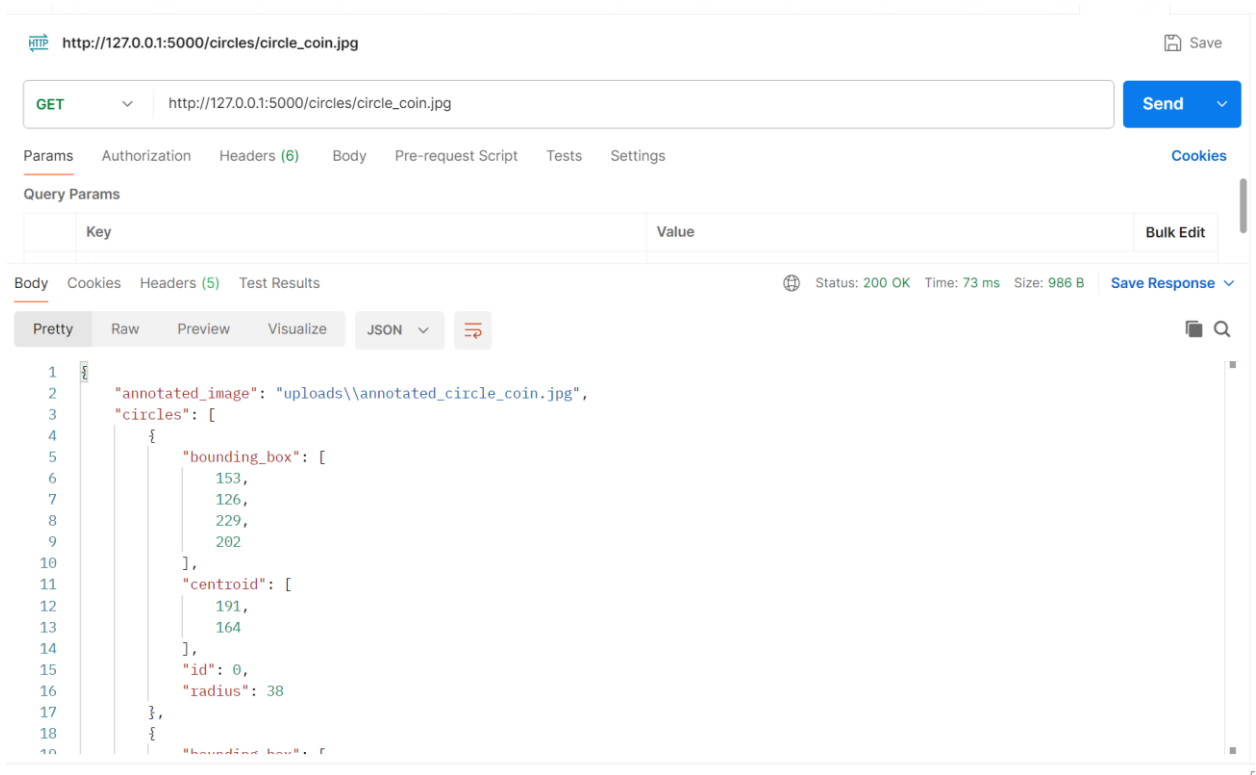 HTTP http://127.0.0.1:5000/circles/circle_coin.jpg Save
GET http://127.0.0.1:5000/circles/circle_coin.jpg Send
Params Authorization Headers (6) Body Pre-request Script Tests Settings Cookies
Query Params
Key Value Bulk Edit
Body Cookies Headers (5) Test Results Status: 200 OK Time: 73 ms Size: 986 B Save Response
Pretty Raw Preview Visualize JSON
1 {
2 "annotated_image": "uploads\\annotated_circle_coin.jpg",
3 "circles": [
4 {
5 "bounding_box": [
6 153,
7 126,
8 229,
9 202
10 ],
11 "centroid": [
12 191,
13 164
14 ],
15 "id": 0,
16 "radius": 38
17 },
18 {
19 "bounding_box": [